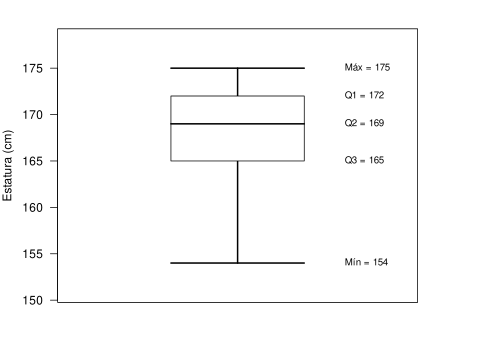 Estatura (cm)
175
170
165
160
155
150
Máx = 175
Q1 = 172
Q2 = 169
Q3 = 165
Mín = 154